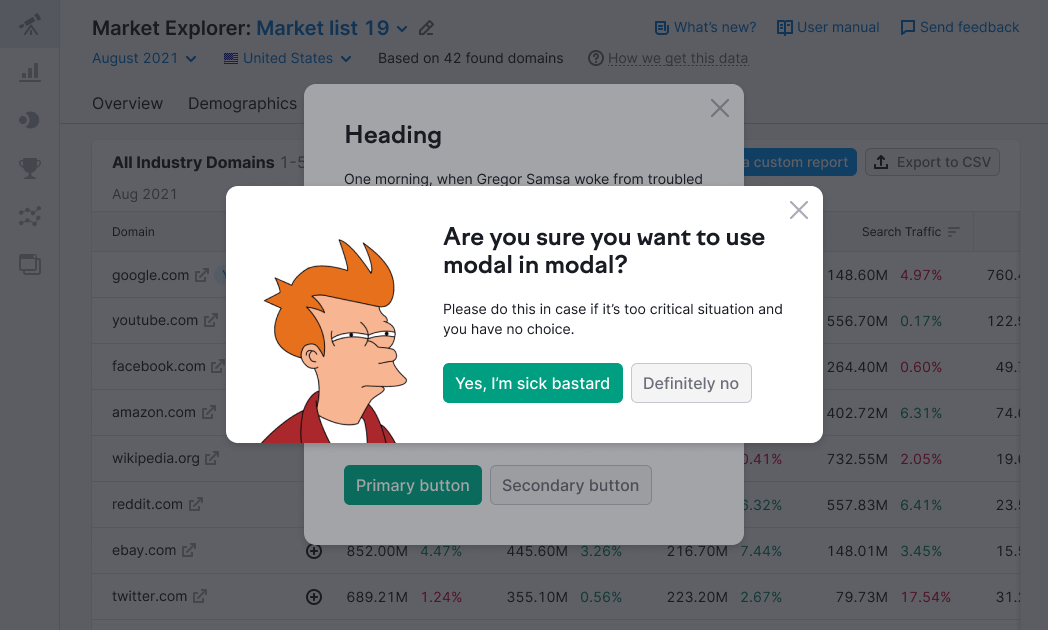 Market Explorer: Market list 19
What's new?
User manual
Send feedback
August 2021
United States
Based on 42 found domains
How we get this data
Overview
Demographics
Heading
All Industry Domains 1-5
a custom report
Export to CSV
Aug 2021
One morning, when Gregor Samsa woke from troubled
Domain
Search Traffic
Are you sure you want to use
modal in modal?
Please do this in case if it's too critical situation and
you have no choice.
Yes, I'm sick bastard
Definitely no
google.com
148.60M 4.97% 760.
youtube.com
556.70M 0.17% 122.9
facebook.com
264.40M 0.60% 49.
amazon.com
402.72M 6.31% 74.
wikipedia.org
0.41% 732.55M 2.05% 19.
Primary button
Secondary button
reddit.com
6.32% 557.83M 6.41% 23.
ebay.com 852.00M 4.47% 445.60M 3.26% 216.70M 7.44% 148.01M 3.45% 15.
twitter.com 689.21M 1.24% 355.10M 0.56% 223.20M 2.67% 79.73M 17.54% 31.